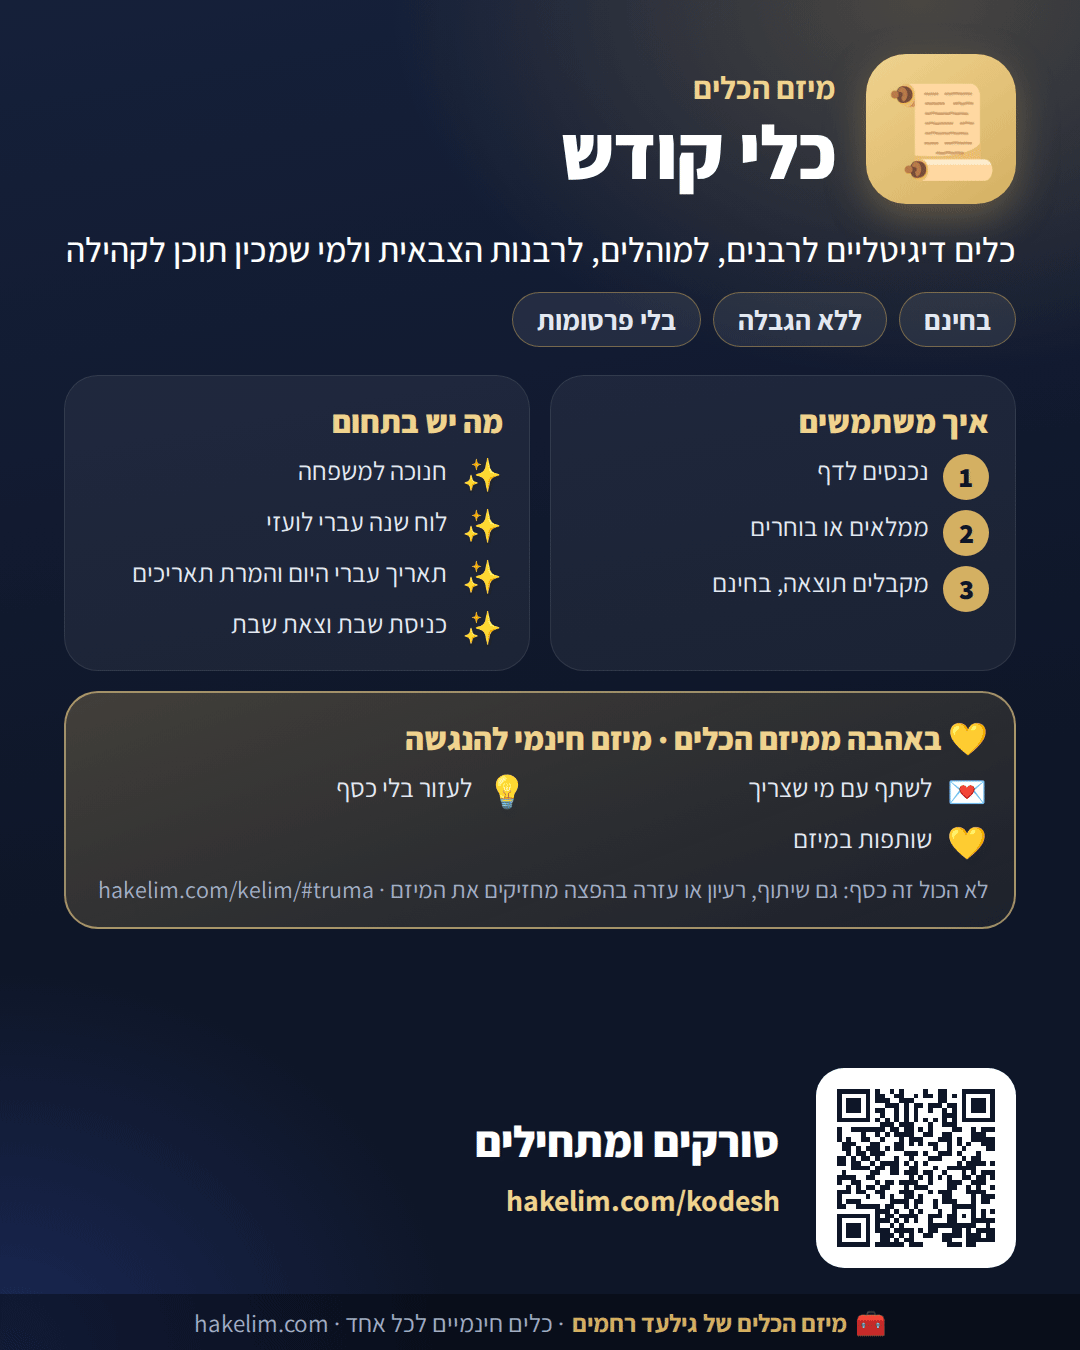 מיזם הכלים
כלי קודש
כלים דיגיטליים לרבנים, למוהלים, לרבנות הצבאית ולמי שמכין תוכן לקהילה
בחינם
ללא הגבלה
בלי פרסומות
איך משתמשים
1 נכנסים לדף
2 ממלאים או בוחרים
3 מקבלים תוצאה, בחינם
מה יש בתחום
חנוכה למשפחה
לוח שנה עברי לועזי
תאריך עברי היום והמרת תאריכים
כניסת שבת וצאת שבת
באהבה ממיזם הכלים · מיזם חינמי להנגשה
לשתף עם מי שצריך
לעזור בלי כסף
שותפות במיזם
לא הכול זה כסף: גם שיתוף, רעיון או עזרה בהפצה מחזיקים את המיזם · hakelim.com/kelim/#truma
סורקים ומתחילים
hakelim.com/kodesh
מיזם הכלים של גילעד רחמים · כלים חינמיים לכל אחד · hakelim.com